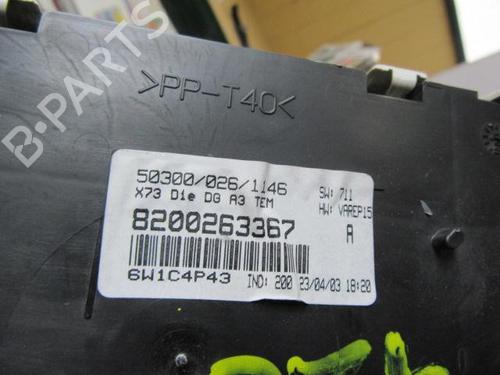 >PP-T40<
B-PARTS
50300/026/1146
X73 Die DG A3 TEM
SW: 711
HW: VAREP15
8200263367
A
6W1C4P43
IND: 200 23/04/03 18:20